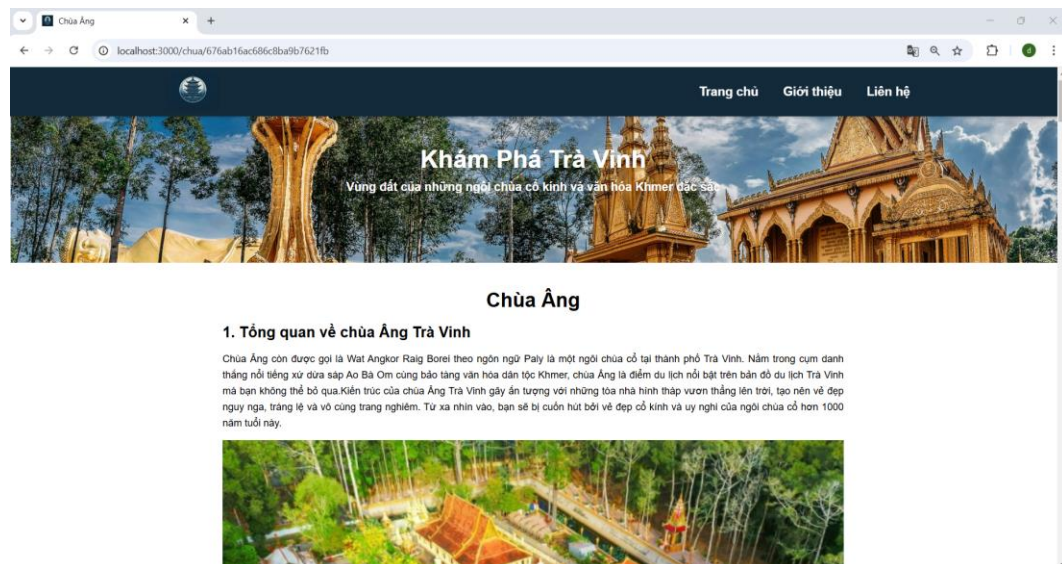 Chùa Âng
localhost:3000/chua/676ab16ac686c8ba9b7621fb
d
Trang chủ Giới thiệu Liên hệ
Khám Phá Trà Vinh
Vùng đất của những ngôi chùa cổ kính và văn hóa Khmer đặc sắc
Chùa Âng
1. Tổng quan về chùa Âng Trà Vinh
Chùa Âng còn được gọi là Wat Angkor Raig Borei theo ngôn ngữ Paly là một ngôi chùa cổ tại thành phố Trà Vinh. Nằm trong cụm danh
thắng nổi tiếng xứ dừa sáp Ao Bà Om cùng bảo tàng văn hóa dân tộc Khmer, chùa Âng là điểm du lịch nổi bật trên bản đồ du lịch Trà Vinh
mà bạn không thể bỏ qua.Kiến trúc của chùa Âng Trà Vinh gây ấn tượng với những tòa nhà hình tháp vươn thẳng lên trời, tạo nên vẻ đẹp
nguy nga, tráng lệ và vô cùng trang nghiêm. Từ xa nhìn vào, bạn sẽ bị cuốn hút bởi vẻ đẹp cổ kính và uy nghi của ngôi chùa cổ hơn 1000
năm tuổi này.